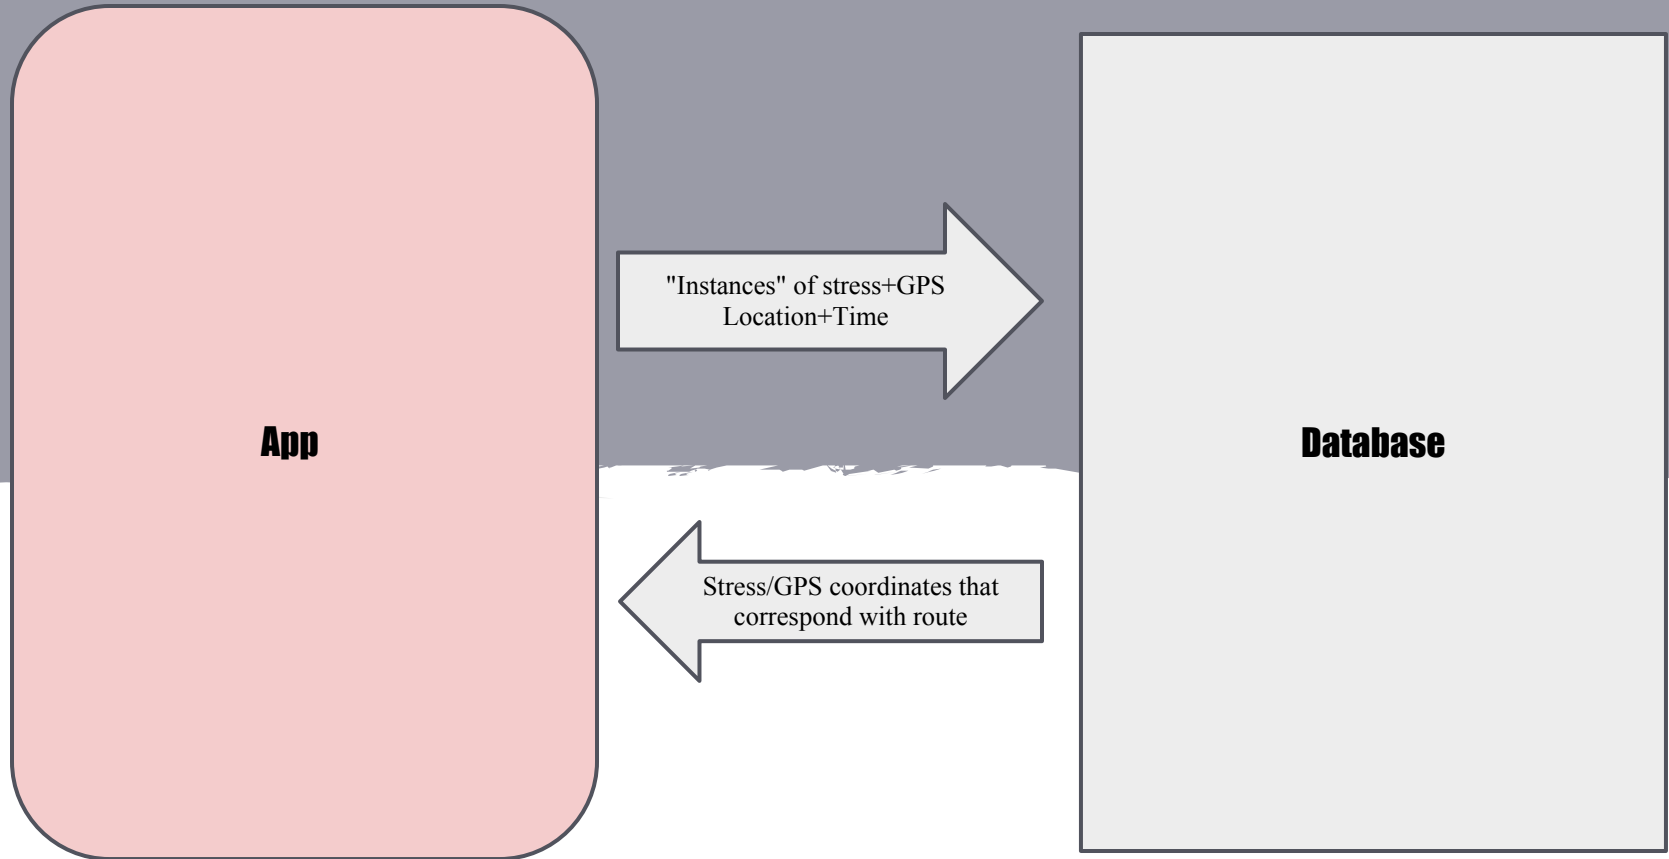 App
"Instances" of stress+GPS
Location+Time
Stress/GPS coordinates that
correspond with route
Database